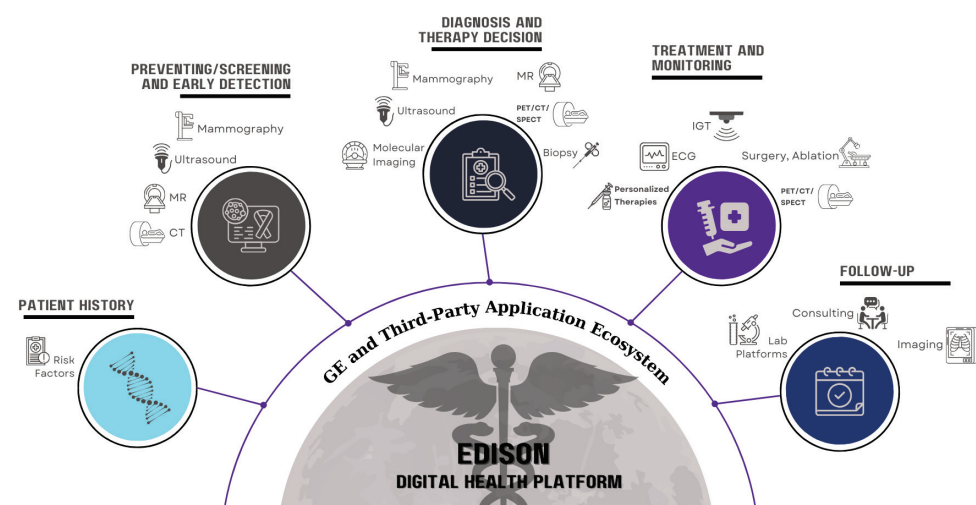 PATIENT HISTORY
Risk
Factors
PREVENTING/SCREENING
AND EARLY DETECTION
Mammography
Ultrasound
MR
CT
DIAGNOSIS AND
THERAPY DECISION
Mammography
MR
Ultrasound
PET/CT/
SPECT
Molecular
Imaging
Biopsy
TREATMENT AND
MONITORING
IGT
ECG
Surgery, Ablation
Personalized
Therapies
PET/CT/
SPECT
FOLLOW-UP
Consulting
Lab
Platforms
Imaging
GE and Third-Party Application Ecosystem
EDISON
DIGITAL HEALTH PLATFORM